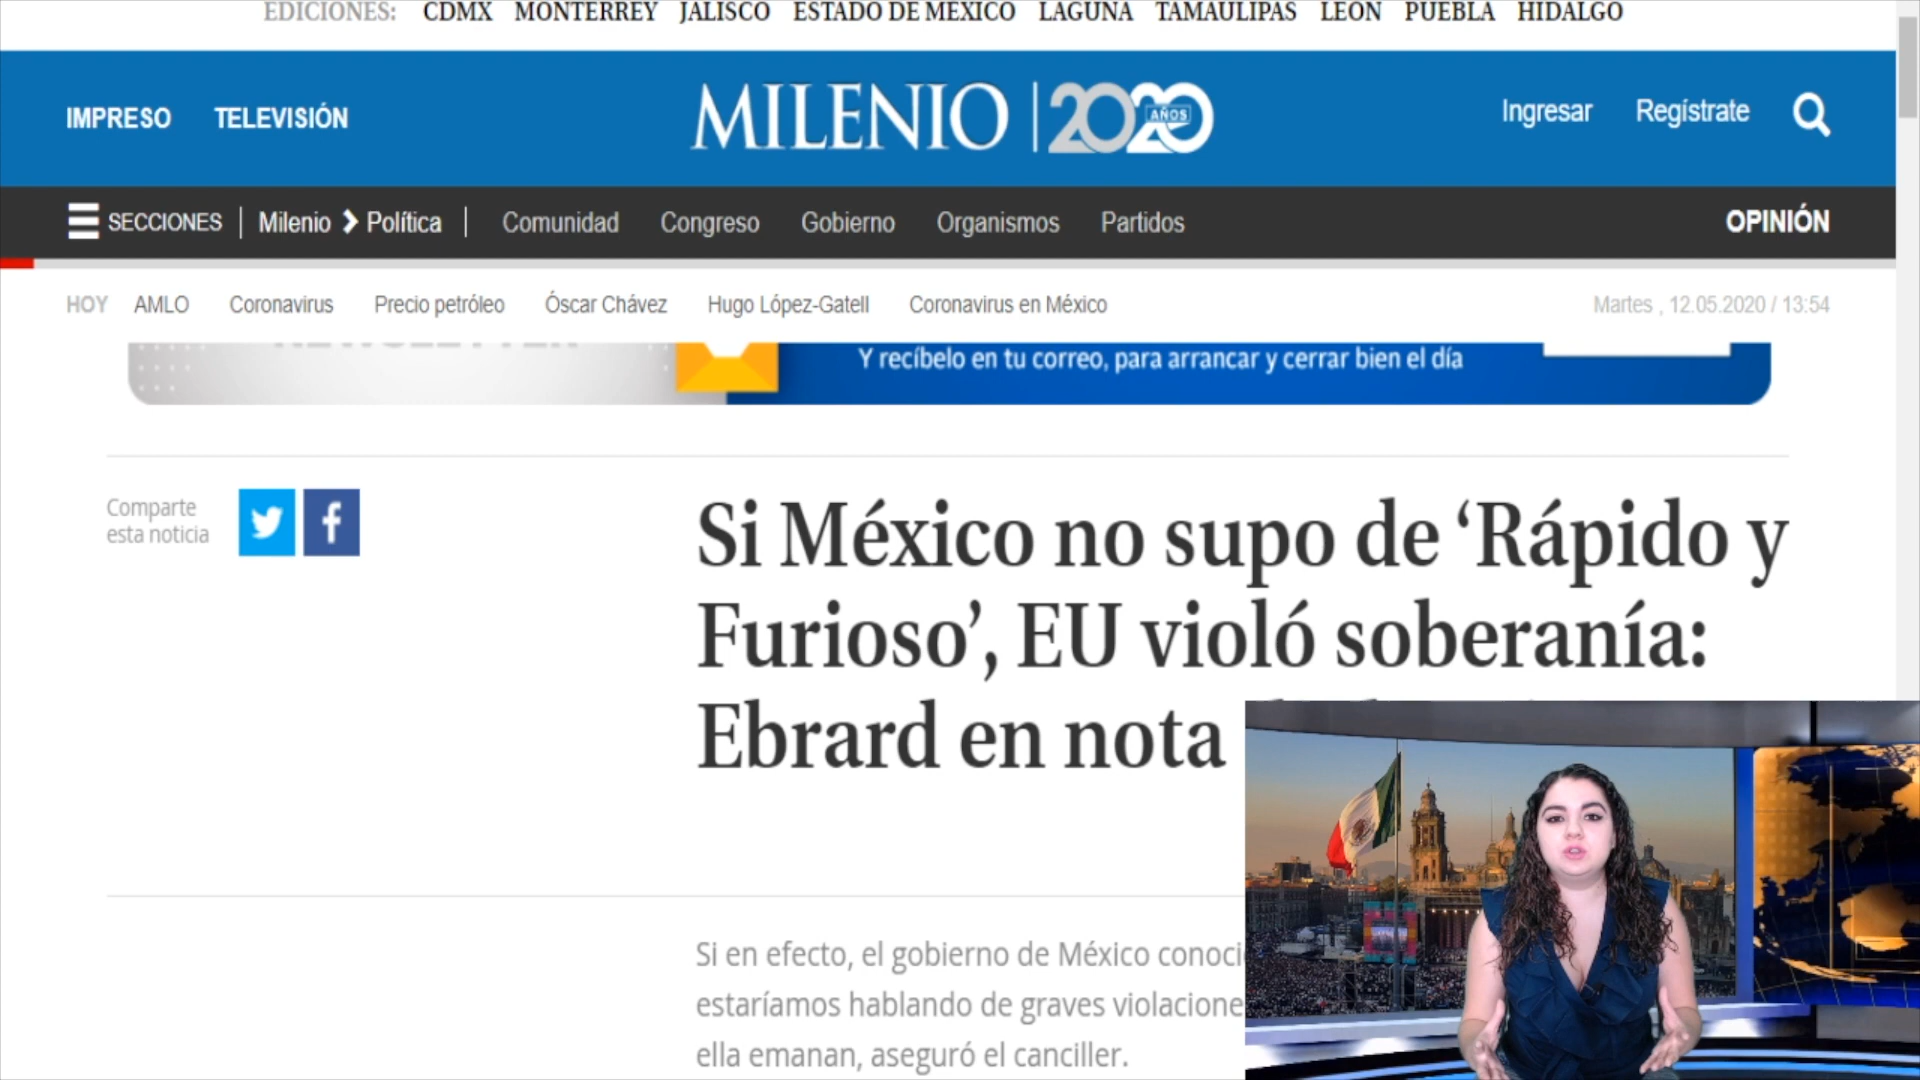 EDICIONES: CDMX MONTERREY JALISCO ESTADO DE MÉXICO LAGUNA TAMAULIPAS LEÓN PUEBLA HIDALGO
IMPRESO TELEVISIÓN MILENIO 2020 AÑOS Ingresar Regístrate
SECCIONES Milenio Política Comunidad Congreso Gobierno Organismos Partidos OPINIÓN
HOY AMLO Coronavirus Precio petróleo Óscar Chávez Hugo López-Gatell Coronavirus en México Martes , 12.05.2020 / 13:54
Y recíbelo en tu correo, para arrancar y cerrar bien el día
Comparte
esta noticia
Si México no supo de ‘Rápido y
Furioso’, EU violó soberanía:
Ebrard en nota
Si en efecto, el gobierno de México conoci
estaríamos hablando de graves violacione
ella emanan, aseguró el canciller.